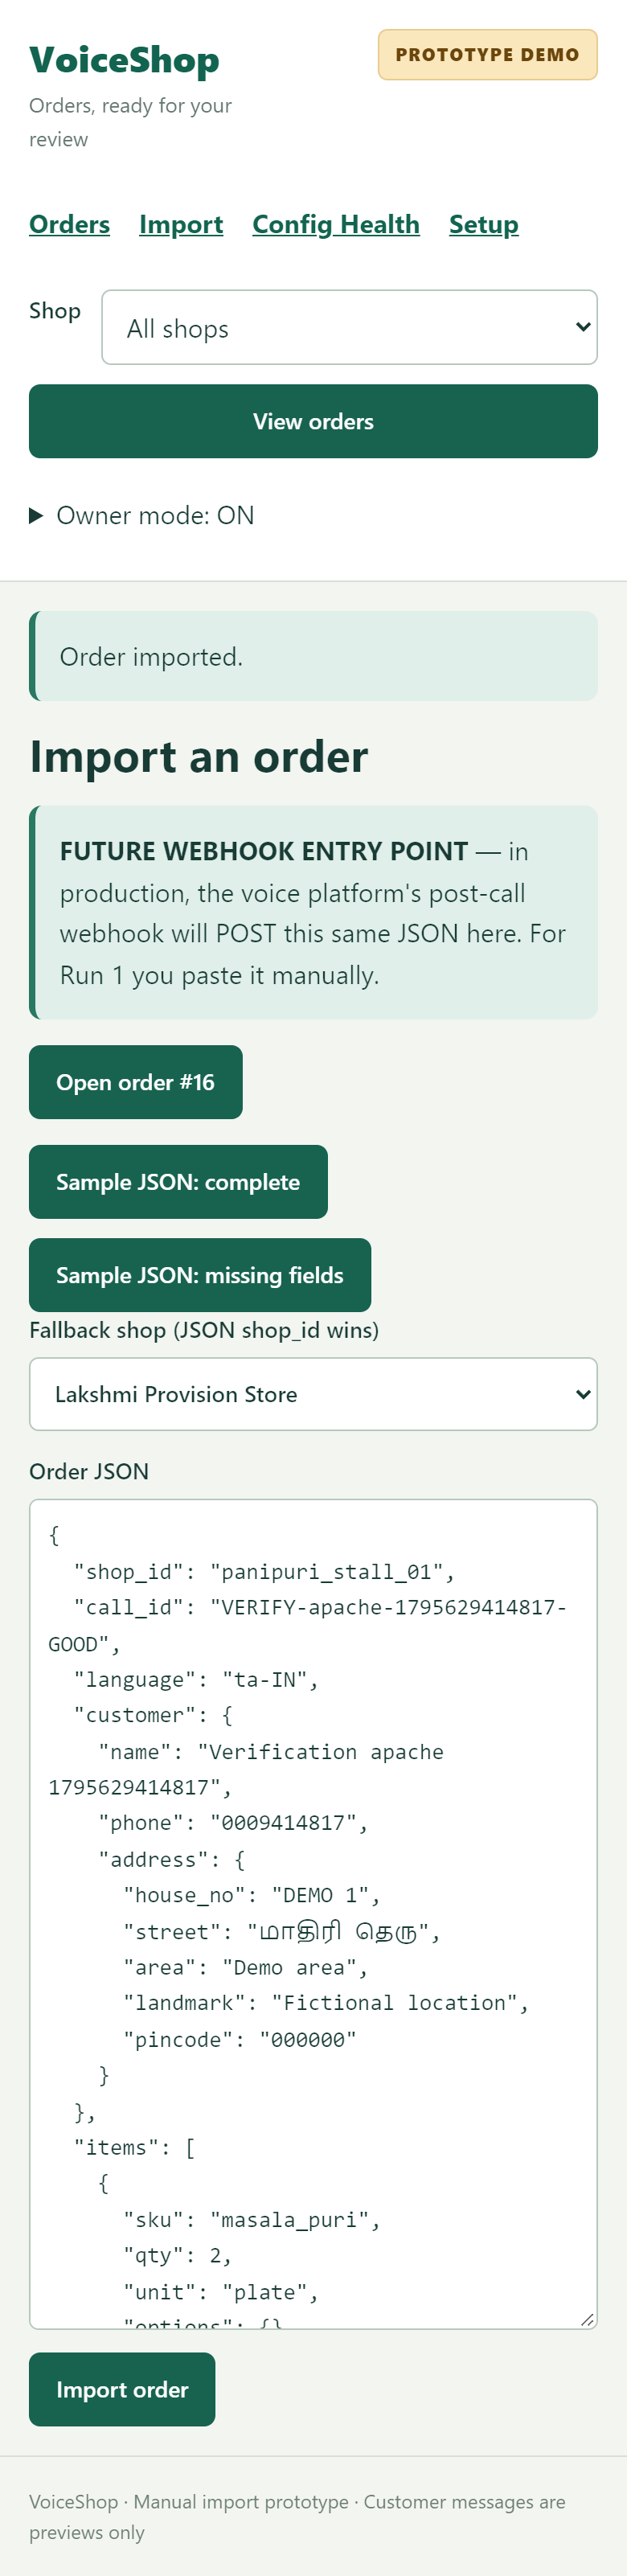 VoiceShop
PROTOTYPE DEMO
Orders, ready for your
review
Orders Import Config Health Setup
Shop
All shops
View orders
Owner mode: ON
Order imported.
Import an order
FUTURE WEBHOOK ENTRY POINT — in
production, the voice platform's post-call
webhook will POST this same JSON here. For
Run 1 you paste it manually.
Open order #16
Sample JSON: complete
Sample JSON: missing fields
Fallback shop (JSON shop_id wins)
Lakshmi Provision Store
Order JSON
{
  "shop_id": "panipuri_stall_01",
  "call_id": "VERIFY-apache-1795629414817-
GOOD",
  "language": "ta-IN",
  "customer": {
    "name": "Verification apache
1795629414817",
    "phone": "0009414817",
    "address": {
      "house_no": "DEMO 1",
      "street": "மாதிரி தெரு",
      "area": "Demo area",
      "landmark": "Fictional location",
      "pincode": "000000"
    }
  },
  "items": [
    {
      "sku": "masala_puri",
      "qty": 2,
      "unit": "plate",
      "options": {}
Import order
VoiceShop · Manual import prototype · Customer messages are
previews only